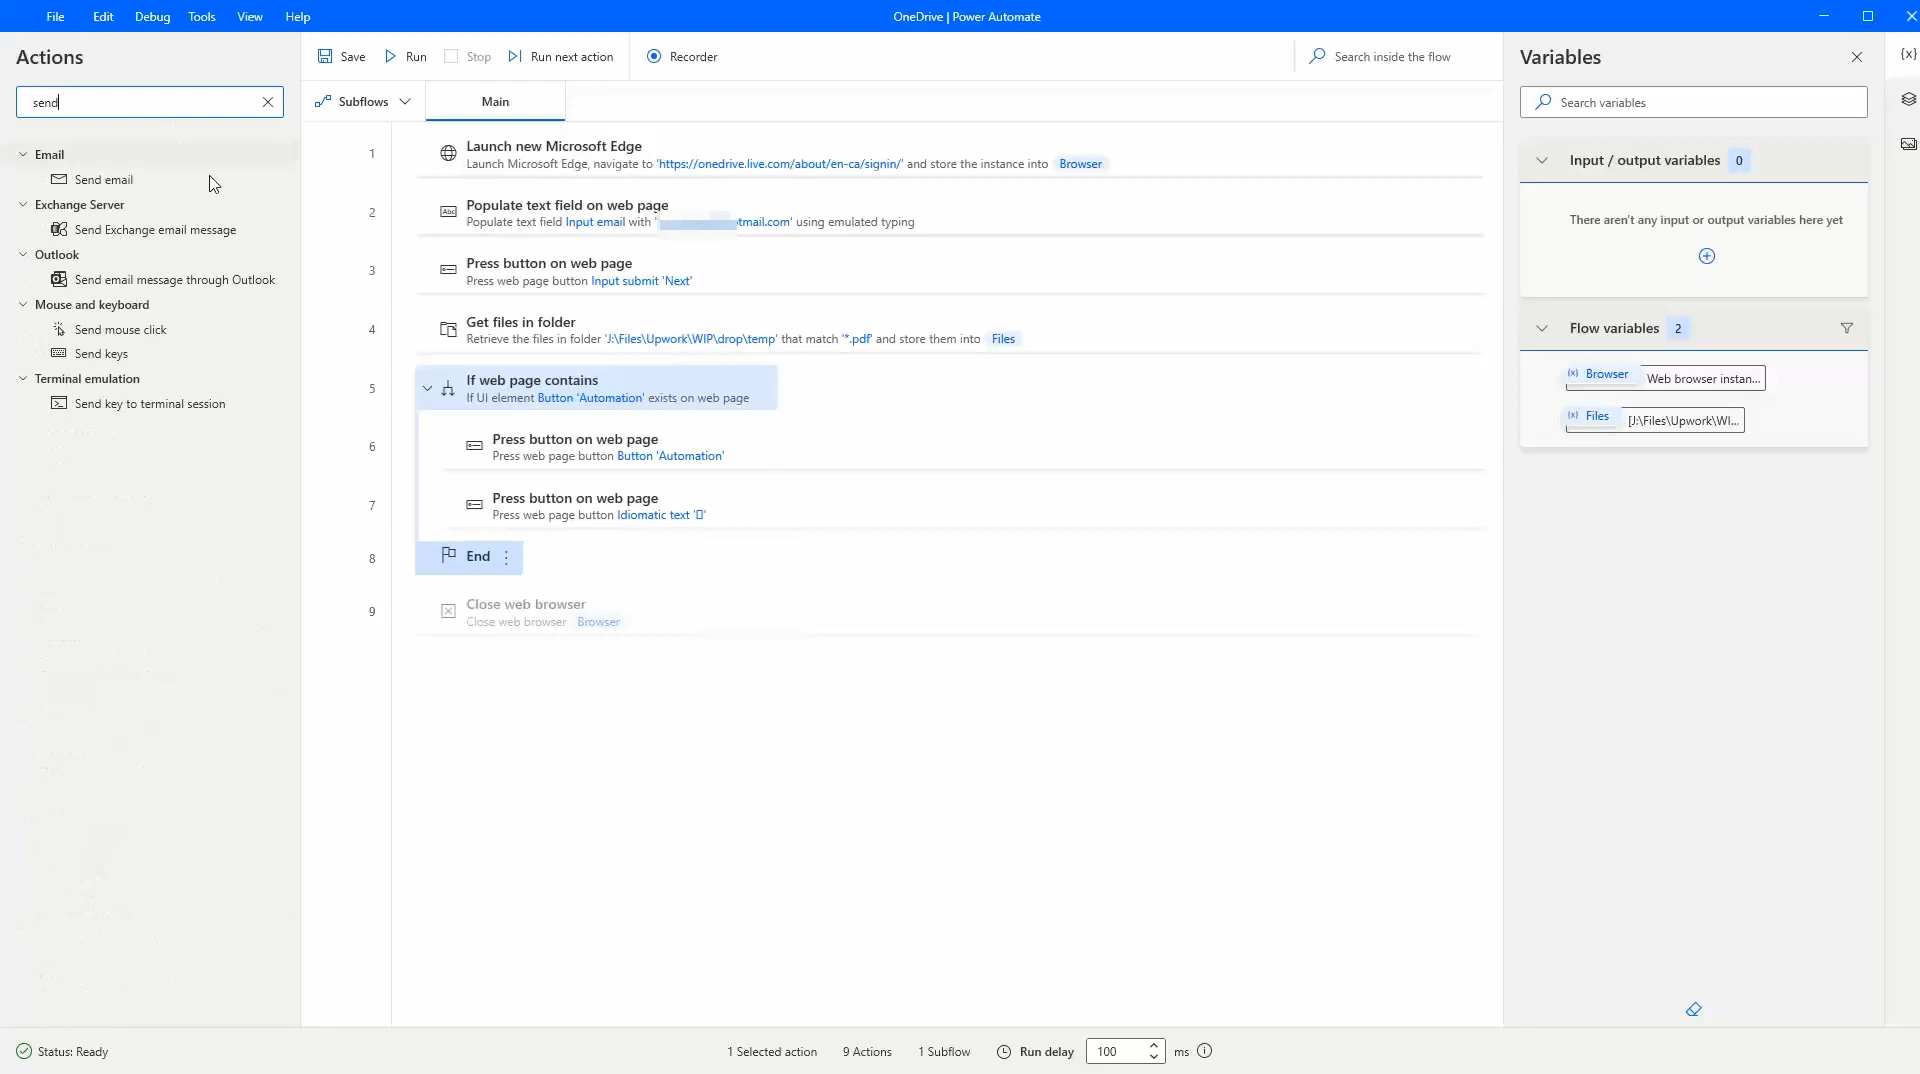 File Edit Debug Tools View Help
OneDrive | Power Automate
Actions
send
Email
Send email
Exchange Server
Send Exchange email message
Outlook
Send email message through Outlook
Mouse and keyboard
Send mouse click
Send keys
Terminal emulation
Send key to terminal session
Save Run Stop Run next action Recorder
Search inside the flow
Subflows Main
1 Launch new Microsoft Edge
Launch Microsoft Edge, navigate to 'https://onedrive.live.com/about/en-ca/signin/' and store the instance into Browser
2 Populate text field on web page
Populate text field Input email with ' tmail.com' using emulated typing
3 Press button on web page
Press web page button Input submit 'Next'
4 Get files in folder
Retrieve the files in folder 'J:\Files\Upwork\WIP\drop\temp' that match '*.pdf' and store them into Files
5 If web page contains
If UI element Button 'Automation' exists on web page
6 Press button on web page
Press web page button Button 'Automation'
7 Press button on web page
Press web page button Idiomatic text '▯'
8 End
9 Close web browser
Close web browser Browser
Variables
{x}
Search variables
Input / output variables 0
There aren't any input or output variables here yet
Flow variables 2
(x) Browser Web browser instan...
(x) Files [J:\Files\Upwork\WI...
Status: Ready
1 Selected action 9 Actions 1 Subflow Run delay 100 ms